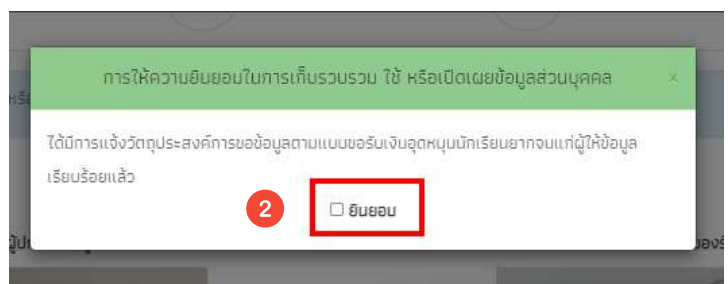 การให้ความยินยอมในการเก็บรวบรวม ใช้ หรือเปิดเผยข้อมูลส่วนบุคคล ×
หรือ
ได้มีการแจ้งวัตถุประสงค์การขอข้อมูลตามแบบขอรับเงินอุดหนุนนักเรียนยากจนแก่ผู้ให้ข้อมูล
เรียบร้อยแล้ว
2 ยินยอม